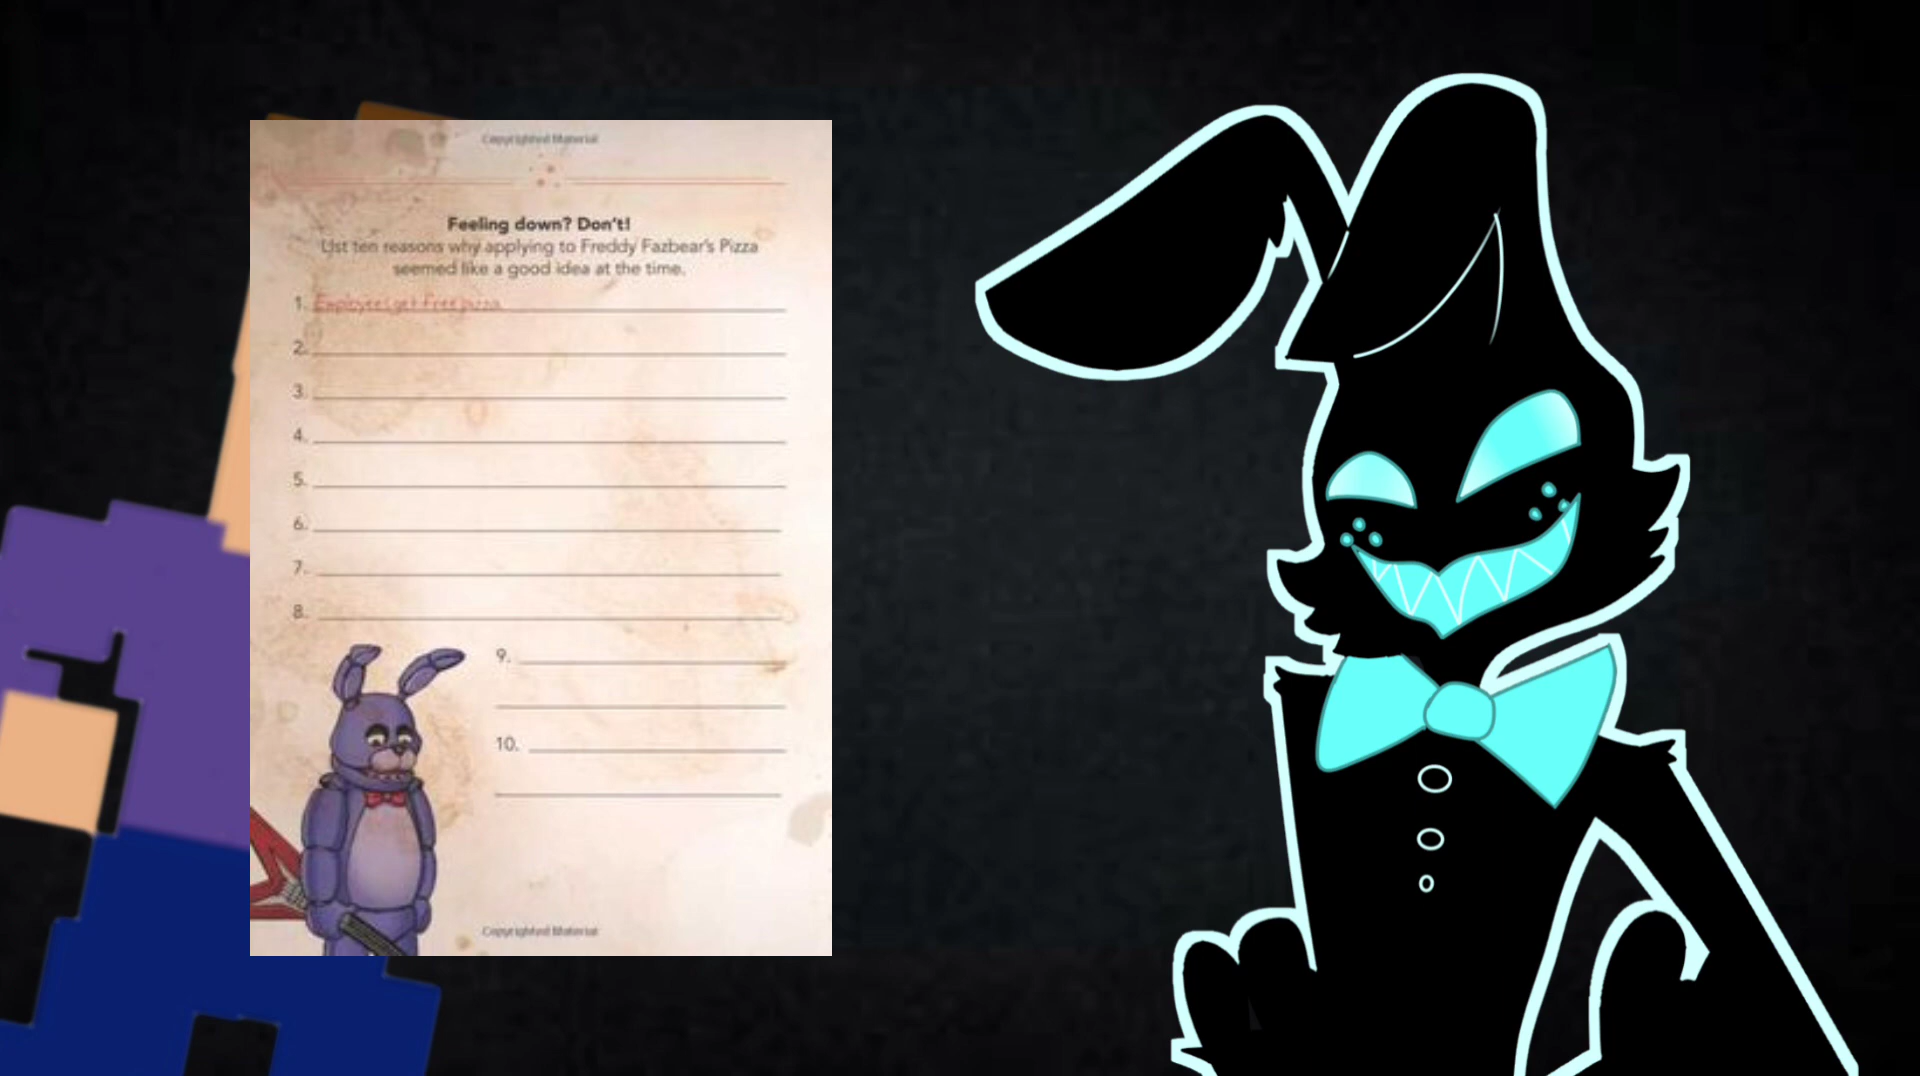 Copyrighted Material
Feeling down? Don't!
List ten reasons why applying to Freddy Fazbear's Pizza
seemed like a good idea at the time.
1. Employees get free pizza
2.
3.
4.
5.
6.
7.
8.
9.
10.
Copyrighted Material